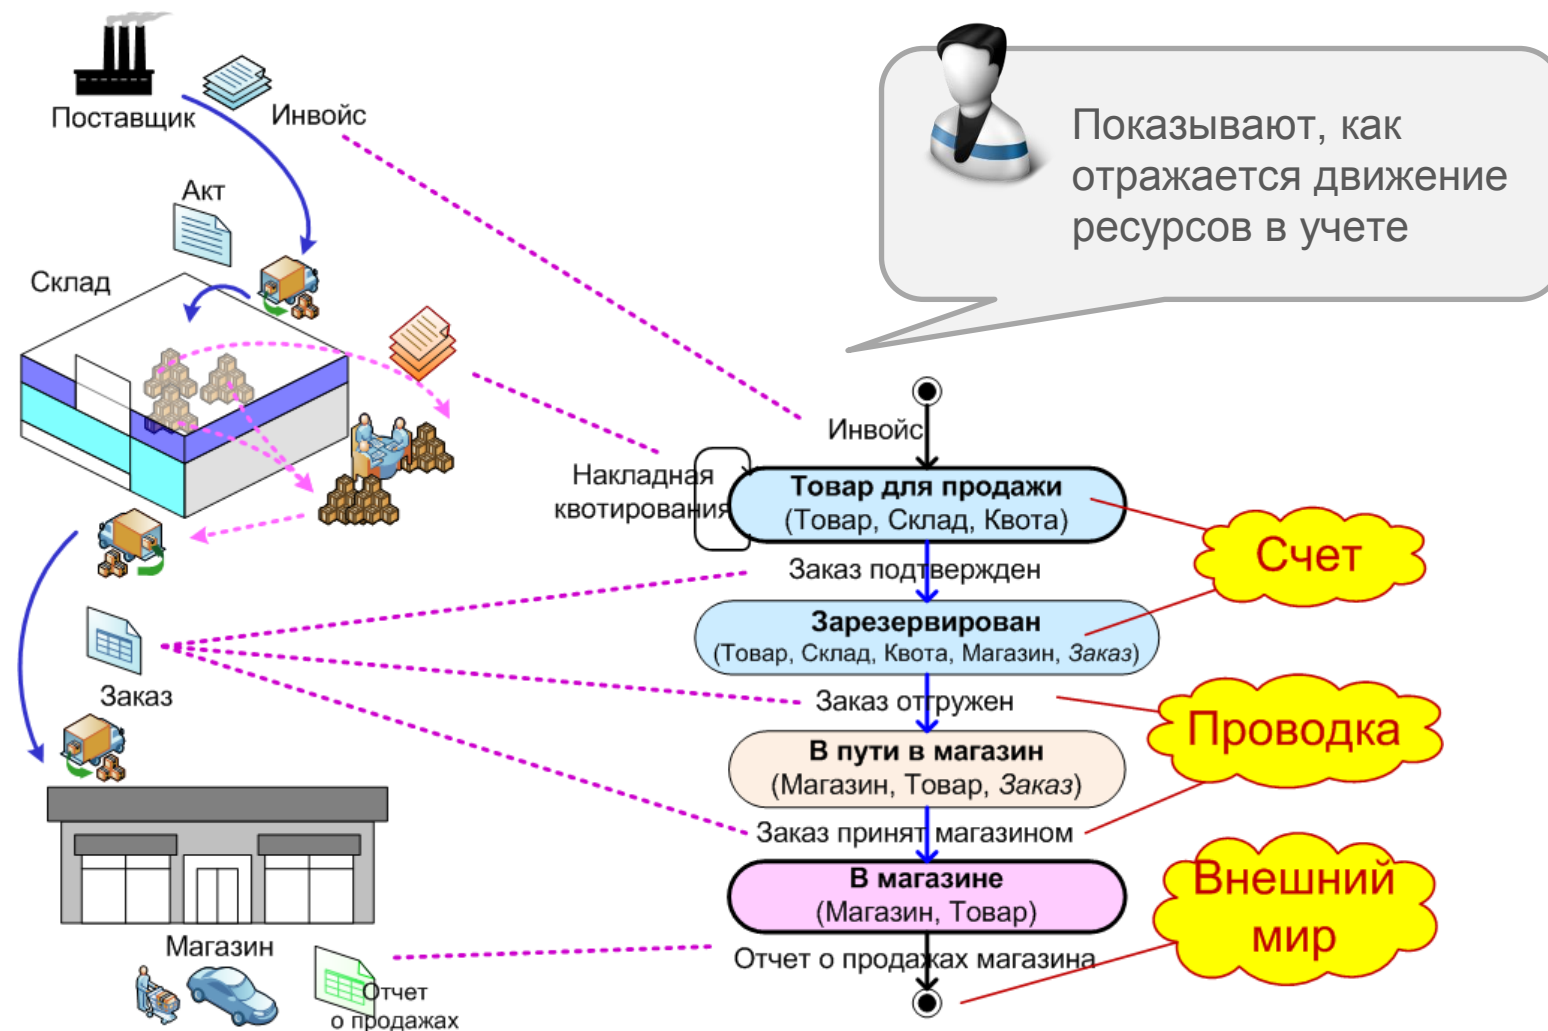 Поставщик
Инвойс
Показывают, как
отражается движение
ресурсов в учете
Акт
Склад
Инвойс
Накладная
квотирования
Товар для продажи
(Товар, Склад, Квота)
Счет
Заказ подтвержден
Зарезервирован
(Товар, Склад, Квота, Магазин, Заказ)
Заказ
Заказ отгружен
Проводка
В пути в магазин
(Магазин, Товар, Заказ)
Заказ принят магазином
В магазине
(Магазин, Товар)
Внешний
мир
Магазин
Отчет о продажах магазина
Отчет
о продажах